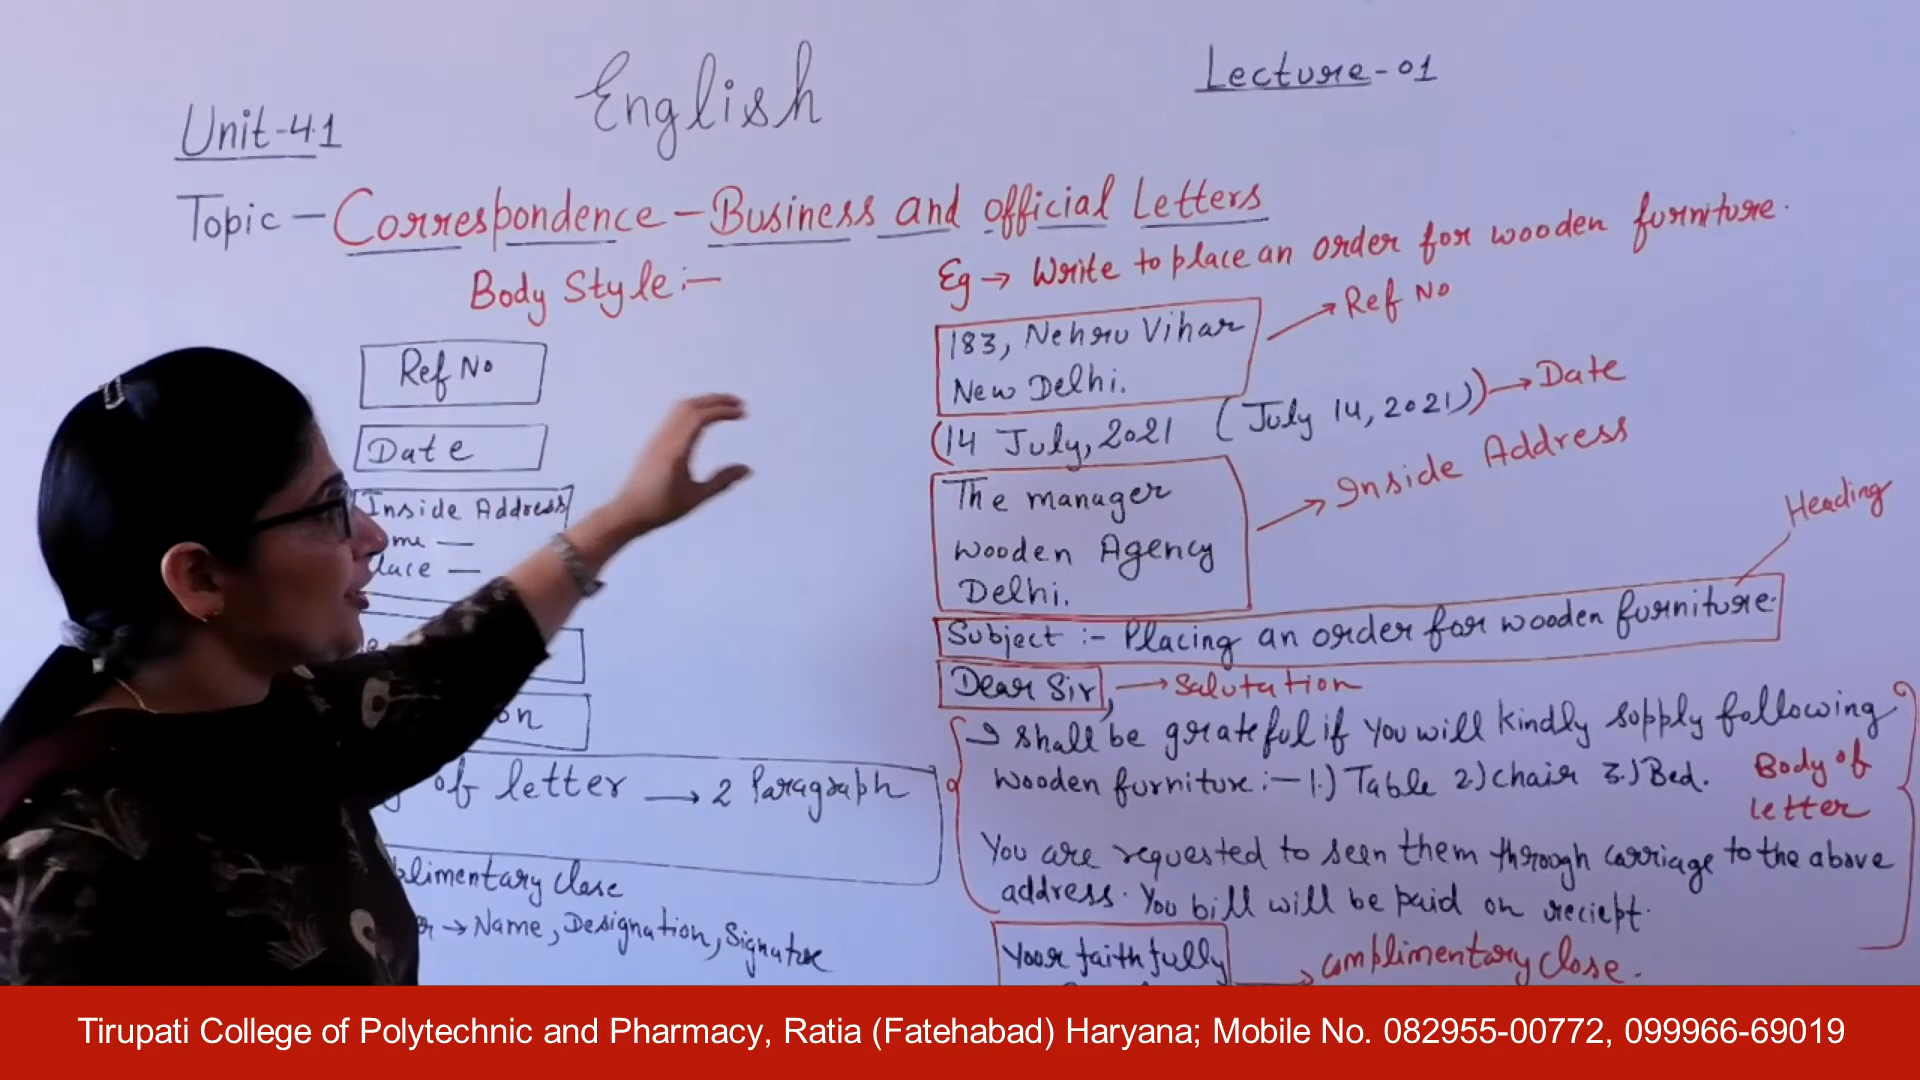 English
Lecture-01
Unit-4.1
Topic - Correspondence - Business and official Letters
Body Style :-
Ref No
Date
Inside Address
me —
lace —
on
of letter → 2 Paragraph
plimentary close
er → Name, Designation, Signature
Eg → Write to place an order for wooden furniture.
183, Nehru Vihar
New Delhi.
→ Ref No
(14 July, 2021 (July 14, 2021)) → Date
The manager
wooden Agency
Delhi.
→ Inside Address
Heading
Subject :- Placing an order for wooden furniture.
Dear Sir, → Salutation
I shall be grateful if you will kindly supply following
wooden furniture :- 1.) Table 2.) chair 3.) Bed.
Body of
letter
You are requested to seen them through carriage to the above
address. You bill will be paid on reciept.
Your faithfully → complimentary close.
Tirupati College of Polytechnic and Pharmacy, Ratia (Fatehabad) Haryana; Mobile No. 082955-00772, 099966-69019